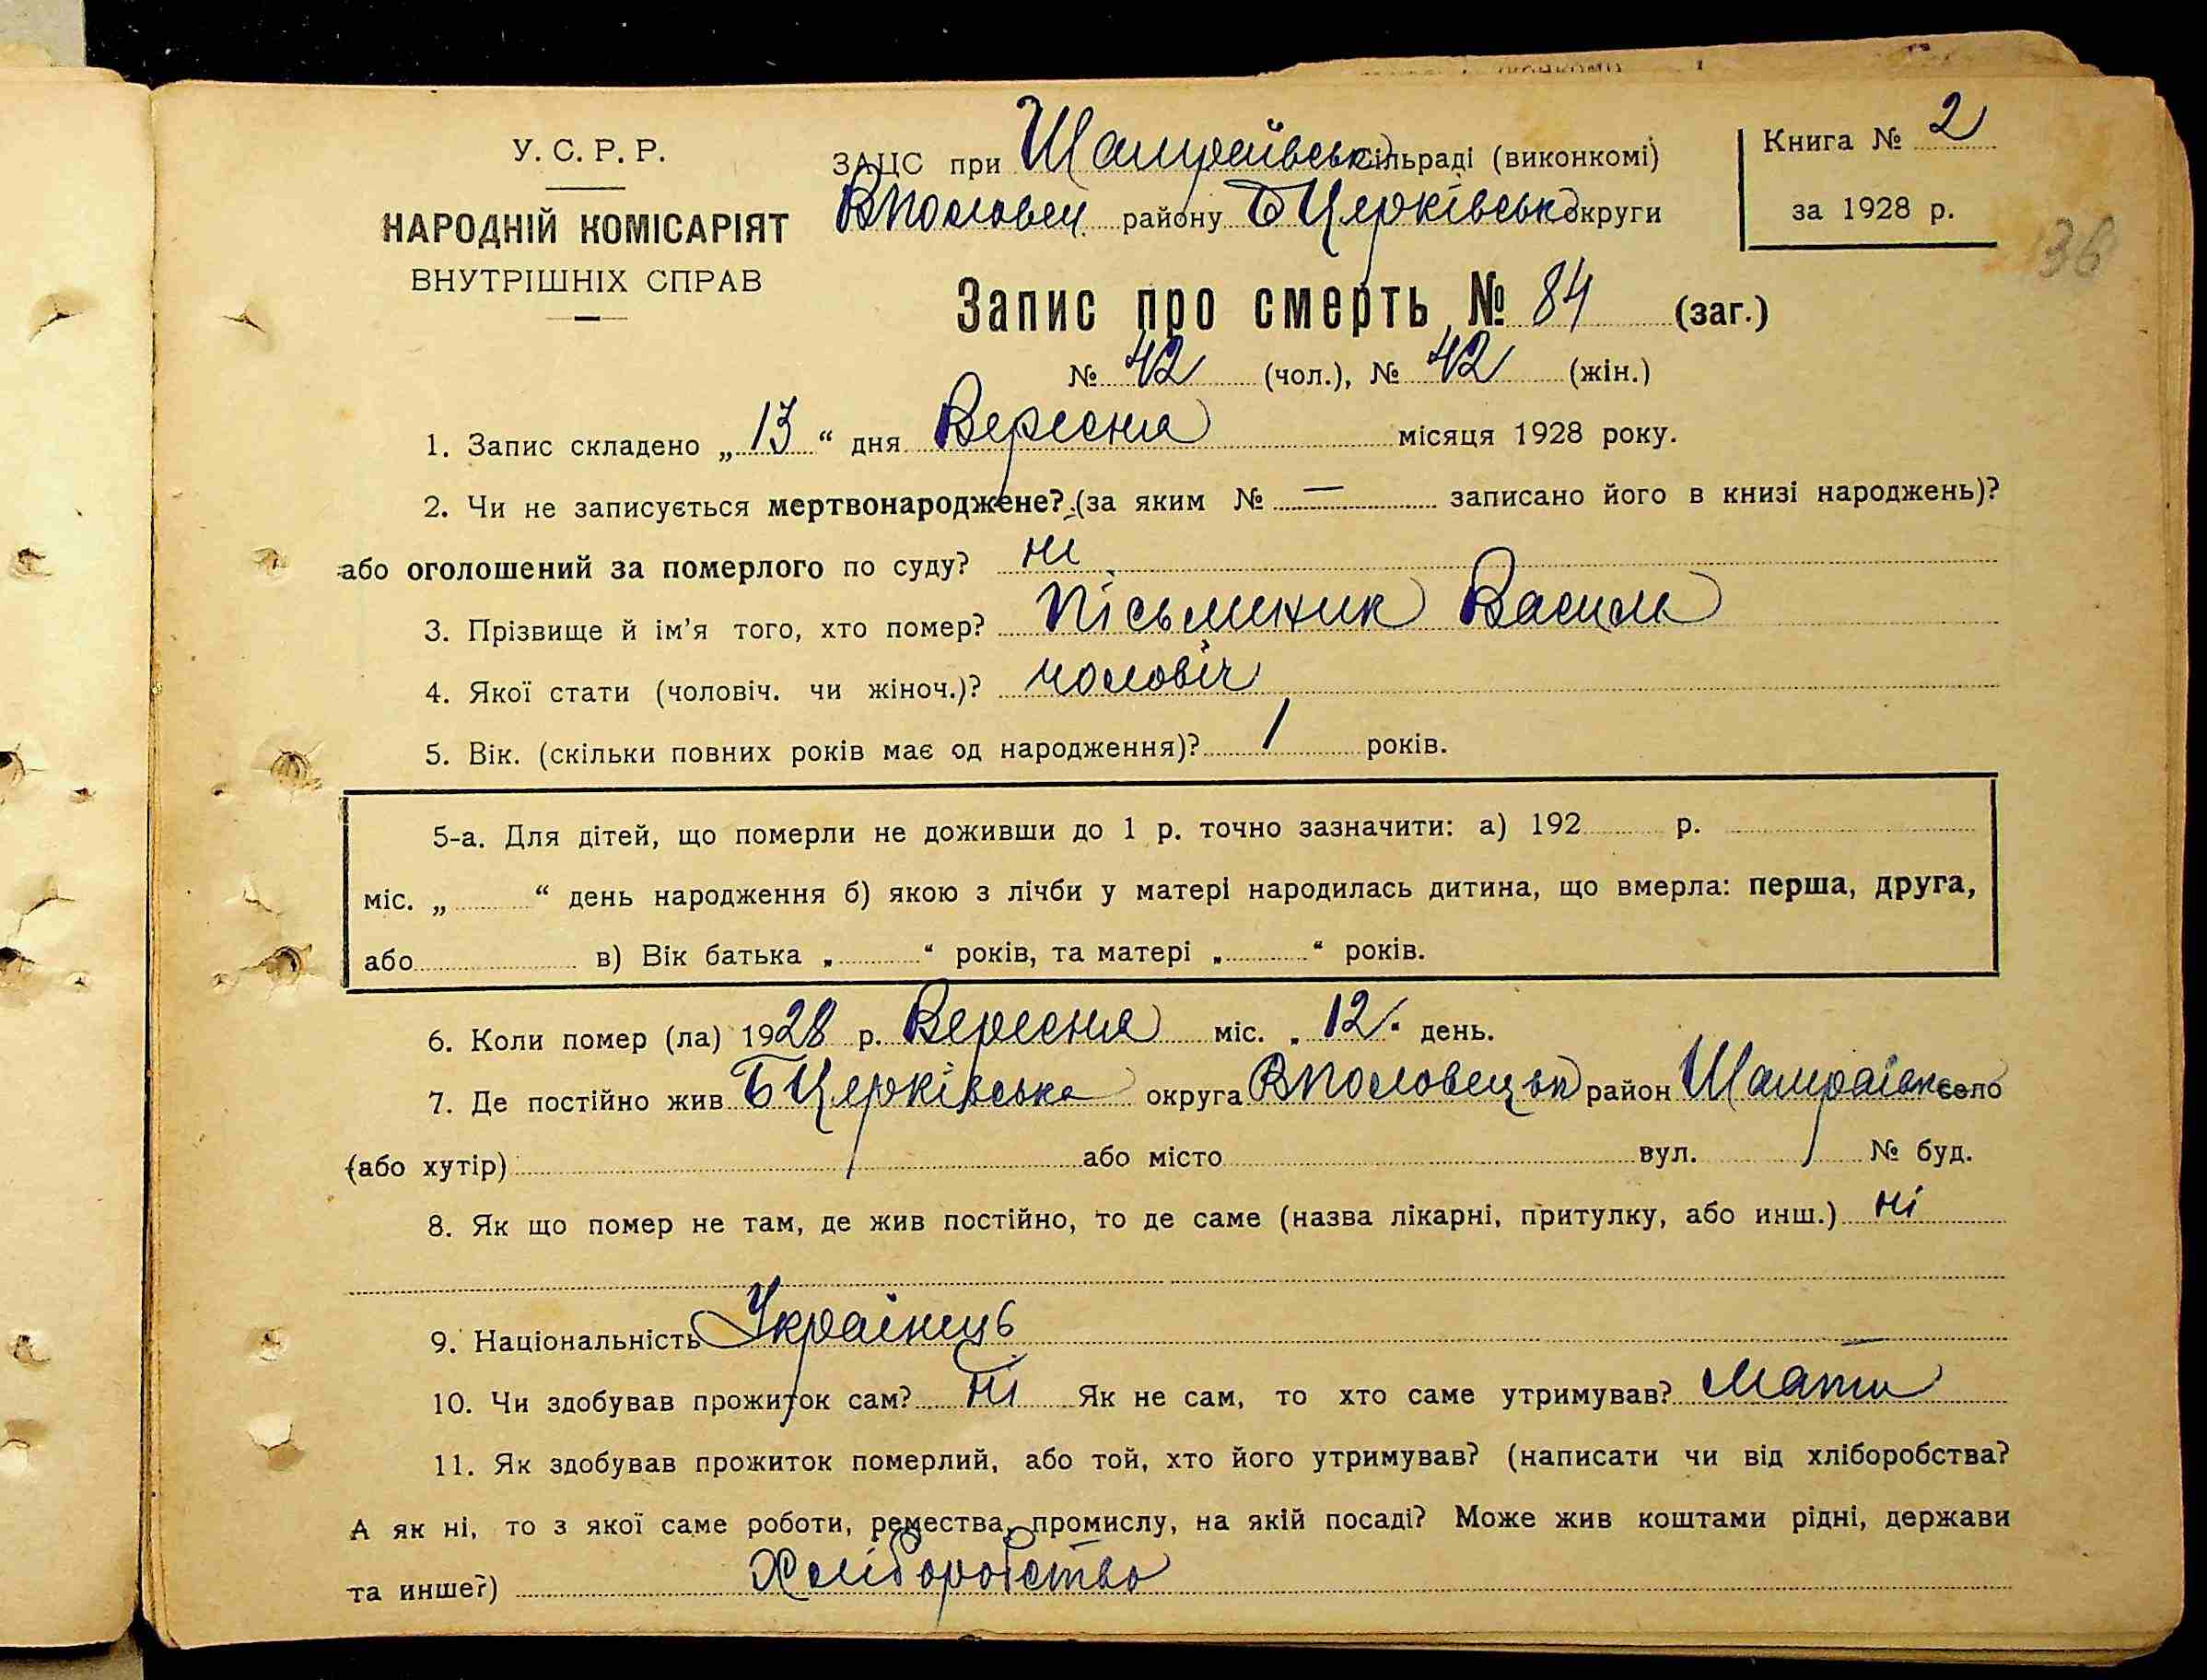 У. С. Р. Р.
НАРОДНІЙ КОМІСАРІЯТ
ВНУТРІШНІХ СПРАВ
ЗАЦС при Шамраївськ сільраді (виконкомі)
ВПоловец. району БЦерківськ округи
Книга № 2
за 1928 р.
36
Запис про смерть № 84 (заг.)
№ 42 (чол.), № 42 (жін.)
1. Запис складено „ 13 “ дня Вересня місяця 1928 року.
2. Чи не записується мертвонароджене? (за яким № — записано його в книзі народжень)?
або оголошений за померлого по суду? ні
3. Прізвище й ім'я того, хто помер? Пісьменник Василь
4. Якої стати (чоловіч. чи жіноч.)? чоловіч
5. Вік. (скільки повних років має од народження)? 1 років.
5-а. Для дітей, що померли не доживши до 1 р. точно зазначити: а) 192 р.
міс. „ “ день народження б) якою з лічби у матері народилась дитина, що вмерла: перша, друга,
або в) Вік батька „ “ років, та матері „ “ років.
6. Коли помер (ла) 1928 р. Вересня міс. „ 12 “ день.
7. Де постійно жив БЦерківська округа ВПоловецьк район Шамраївк село
(або хутір) або місто вул. № буд.
8. Як що помер не там, де жив постійно, то де саме (назва лікарні, притулку, або инш.) ні
9. Національність Українець
10. Чи здобував прожиток сам? Ні Як не сам, то хто саме утримував? Мати
11. Як здобував прожиток померлий, або той, хто його утримував? (написати чи від хліборобства?
А як ні, то з якої саме роботи, реmества, промислу, на якій посаді? Може жив коштами рідні, держави
та инше?) Хліборобство